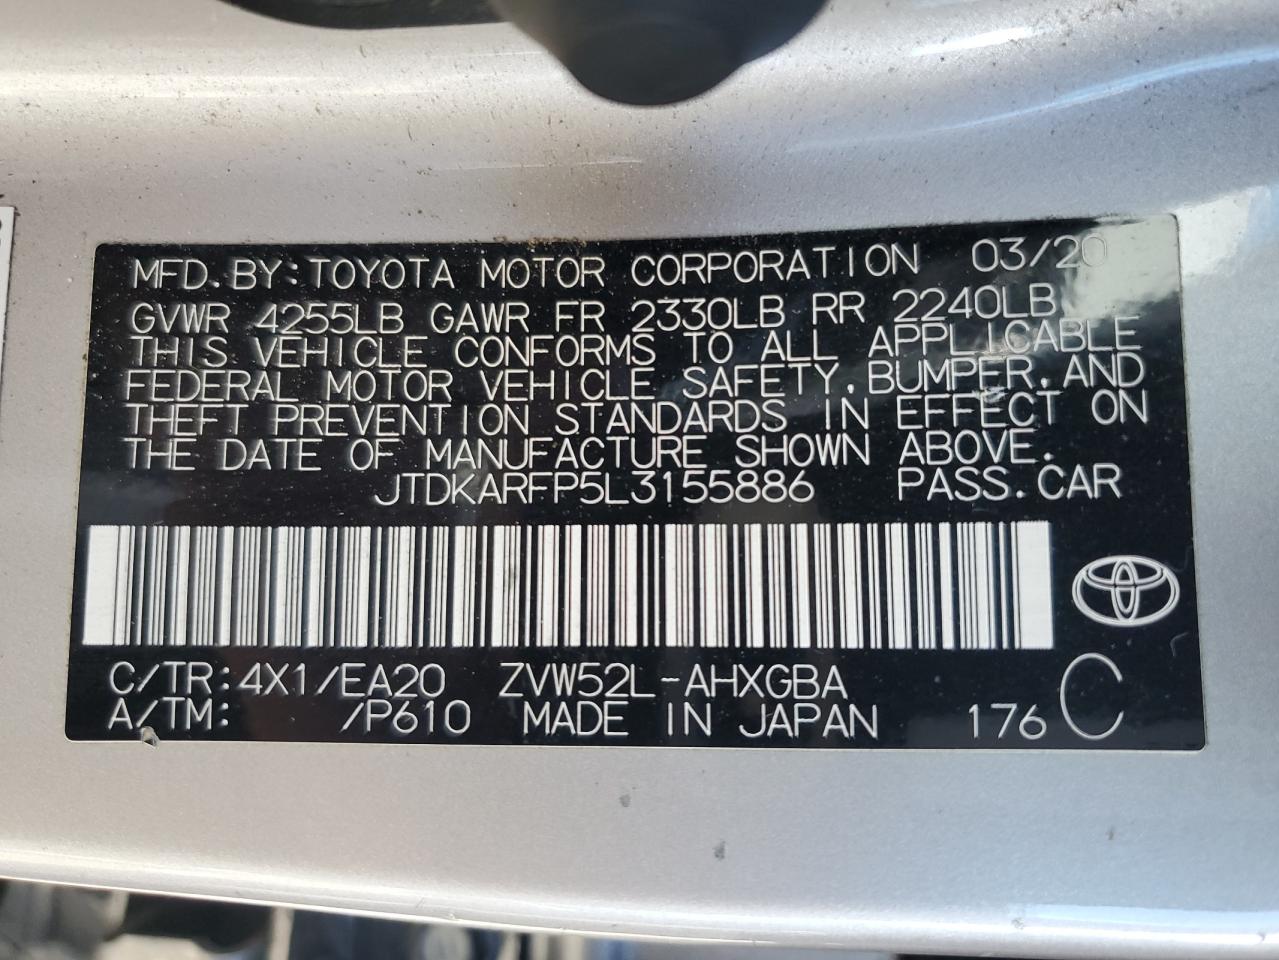 MFD.BY:TOYOTA MOTOR CORPORATION 03/20
GVWR 4255LB GAWR FR 2330LB RR 2240LB
THIS VEHICLE CONFORMS TO ALL APPLICABLE
FEDERAL MOTOR VEHICLE SAFETY,BUMPER,AND
THEFT PREVENTION STANDARDS IN EFFECT ON
THE DATE OF MANUFACTURE SHOWN ABOVE.
JTDKARFP5L3155886 PASS.CAR
C/TR:4X1/EA20 ZVW52L-AHXGBA
A/TM: /P610 MADE IN JAPAN 176 C